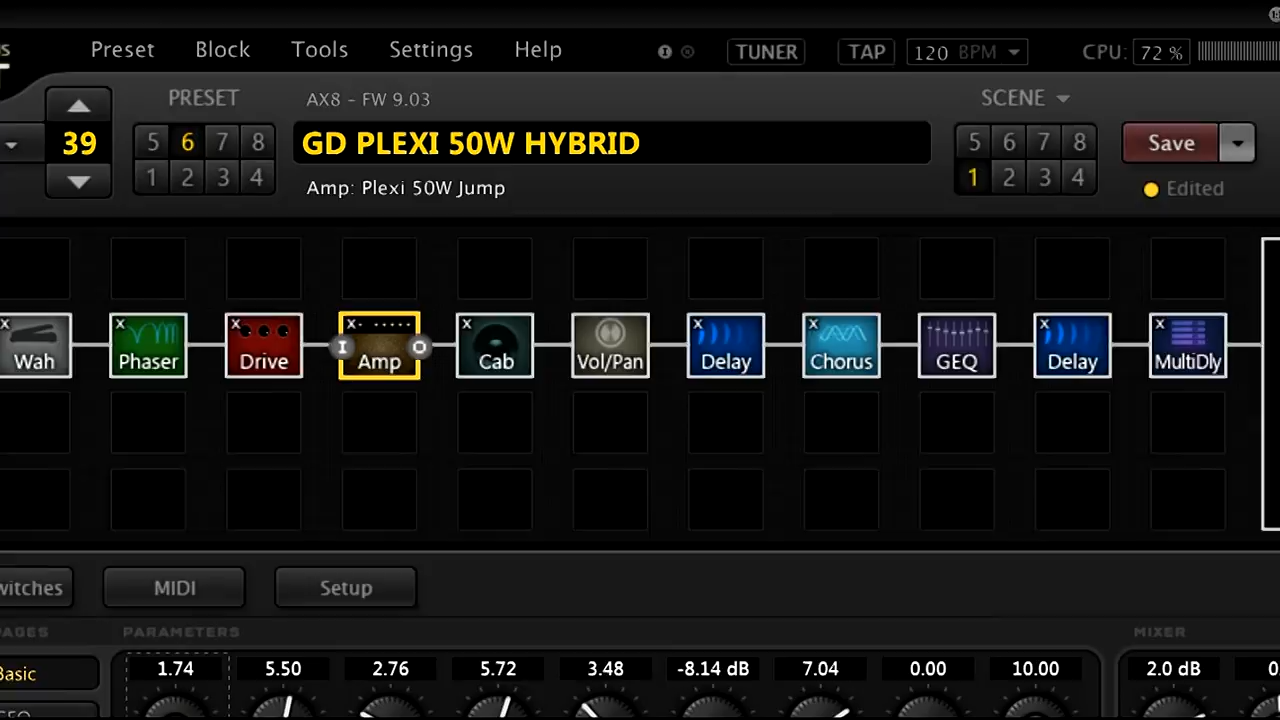 Preset Block Tools Settings Help TUNER TAP 120 BPM CPU: 72 %
PRESET AX8 - FW 9.03 SCENE
39 5 6 7 8 GD PLEXI 50W HYBRID 5 6 7 8 Save
1 2 3 4 Amp: Plexi 50W Jump 1 2 3 4 Edited
X X X X X X X X X
I O
Wah Phaser Drive Amp Cab Vol/Pan Delay Chorus GEQ Delay MultiDly
witches MIDI Setup
AGES PARAMETERS MIXER
Basic 1.74 5.50 2.76 5.72 3.48 -8.14 dB 7.04 0.00 10.00 2.0 dB